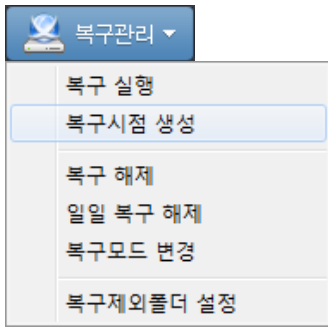 복구관리
복구 실행
복구시점 생성
복구 해제
일일 복구 해제
복구모드 변경
복구제외폴더 설정